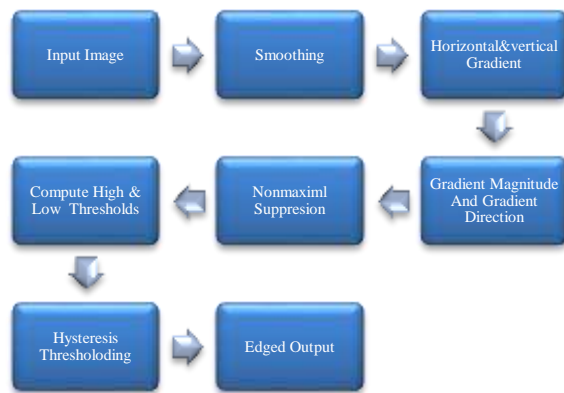 Input Image
Smoothing
Horizontal&vertical
Gradient
Gradient Magnitude
And Gradient
Direction
Nonmaximl
Suppresion
Compute High &
Low Thresholds
Hysteresis
Thresholoding
Edged Output